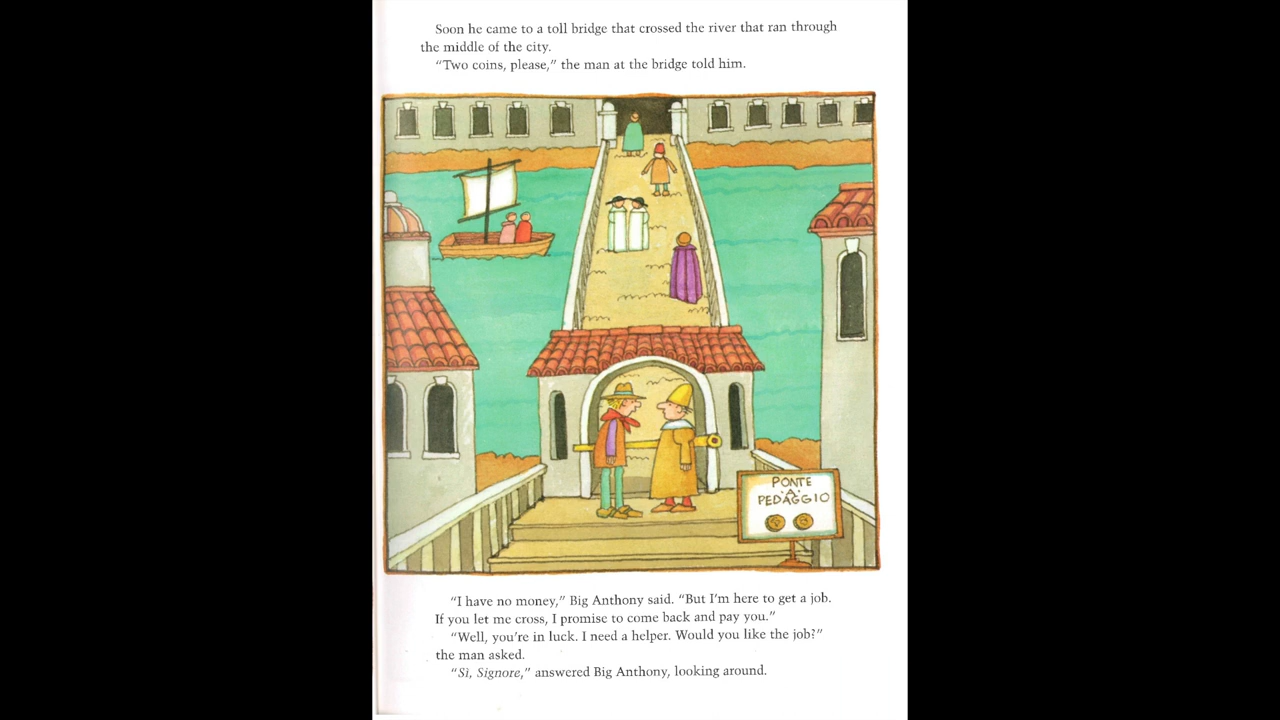 Soon he came to a toll bridge that crossed the river that ran through
the middle of the city.
“Two coins, please,” the man at the bridge told him.
PONTE
·A·
PEDAGGIO
“I have no money,” Big Anthony said. “But I’m here to get a job.
If you let me cross, I promise to come back and pay you.”
“Well, you’re in luck. I need a helper. Would you like the job?”
the man asked.
“Sì, Signore,” answered Big Anthony, looking around.